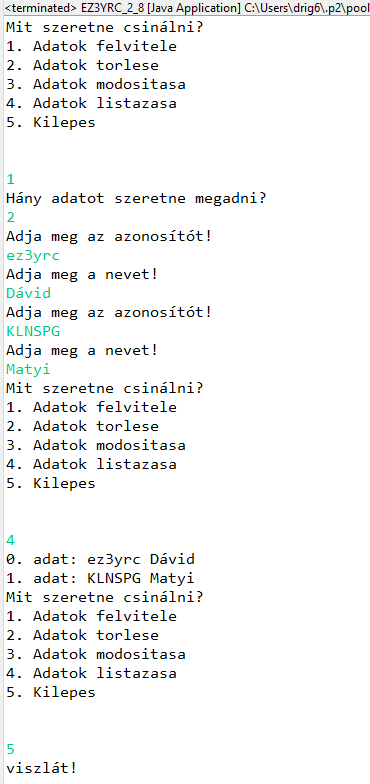 <terminated> EZ3YRC_2_8 [Java Application] C:\Users\drig6\.p2\pool
Mit szeretne csinálni?
1. Adatok felvitele
2. Adatok torlese
3. Adatok modositasa
4. Adatok listazasa
5. Kilepes
1
Hány adatot szeretne megadni?
2
Adja meg az azonosítót!
ez3yrc
Adja meg a nevet!
Dávid
Adja meg az azonosítót!
KLNSPG
Adja meg a nevet!
Matyi
Mit szeretne csinálni?
1. Adatok felvitele
2. Adatok torlese
3. Adatok modositasa
4. Adatok listazasa
5. Kilepes
4
0. adat: ez3yrc Dávid
1. adat: KLNSPG Matyi
Mit szeretne csinálni?
1. Adatok felvitele
2. Adatok torlese
3. Adatok modositasa
4. Adatok listazasa
5. Kilepes
5
viszlát!